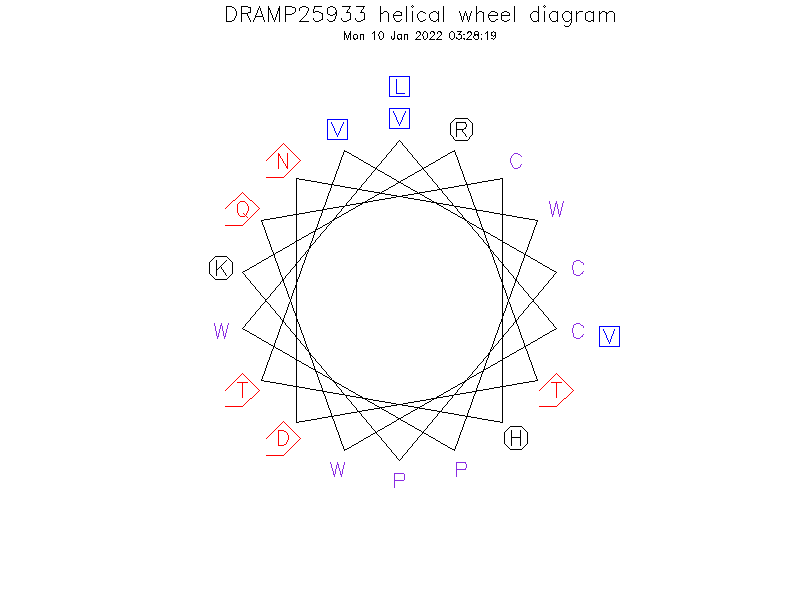 DRAMP25933 helical wheel diagram
Mon 10 Jan 2022 03:28:19
L
V V R
N C
Q W
K C
W C V
T T
D H
W P P